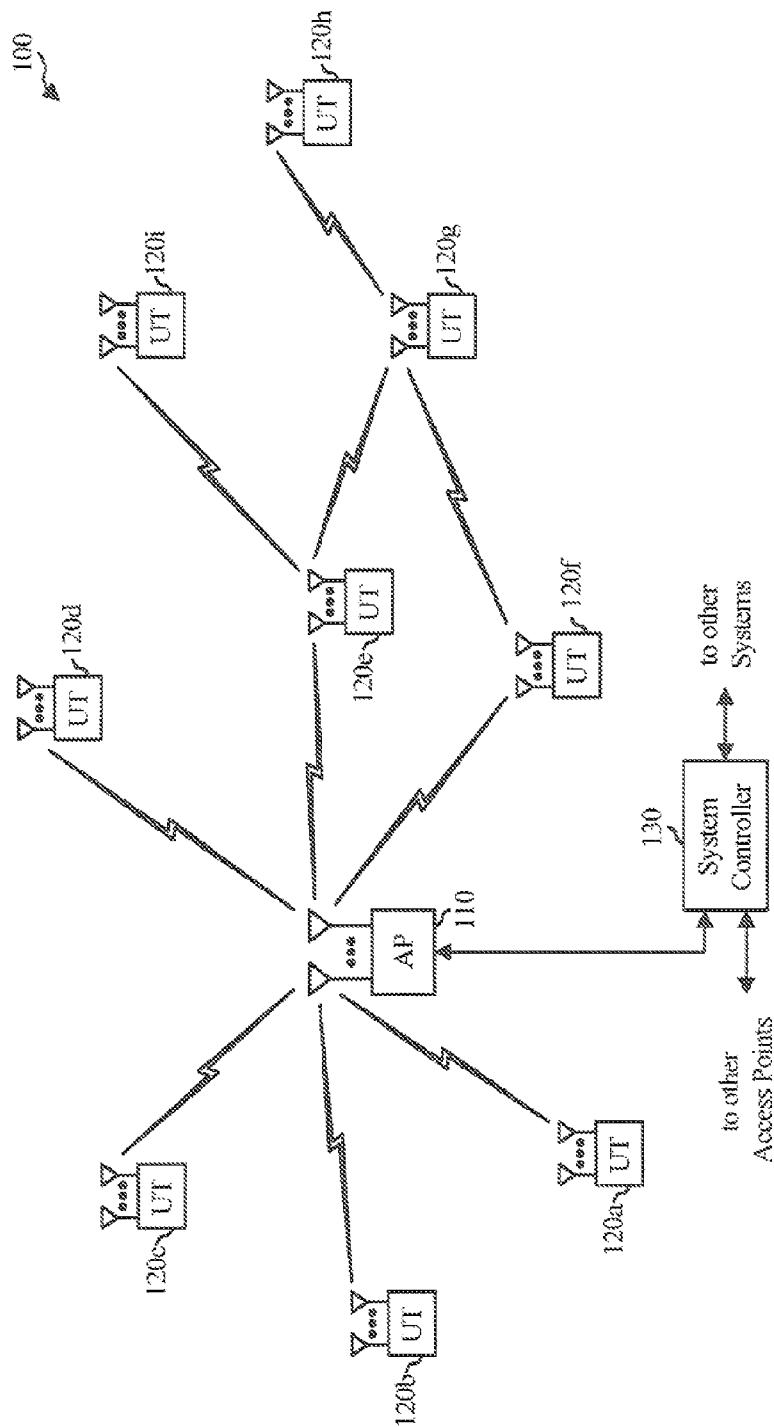 100
UT
120h
UT
120i
UT
120g
UT
120d
UT
120e
UT
120f
AP
110
UT
120c
UT
120b
UT
120a
130
System
Controller
to other
Systems
to other
Access Points